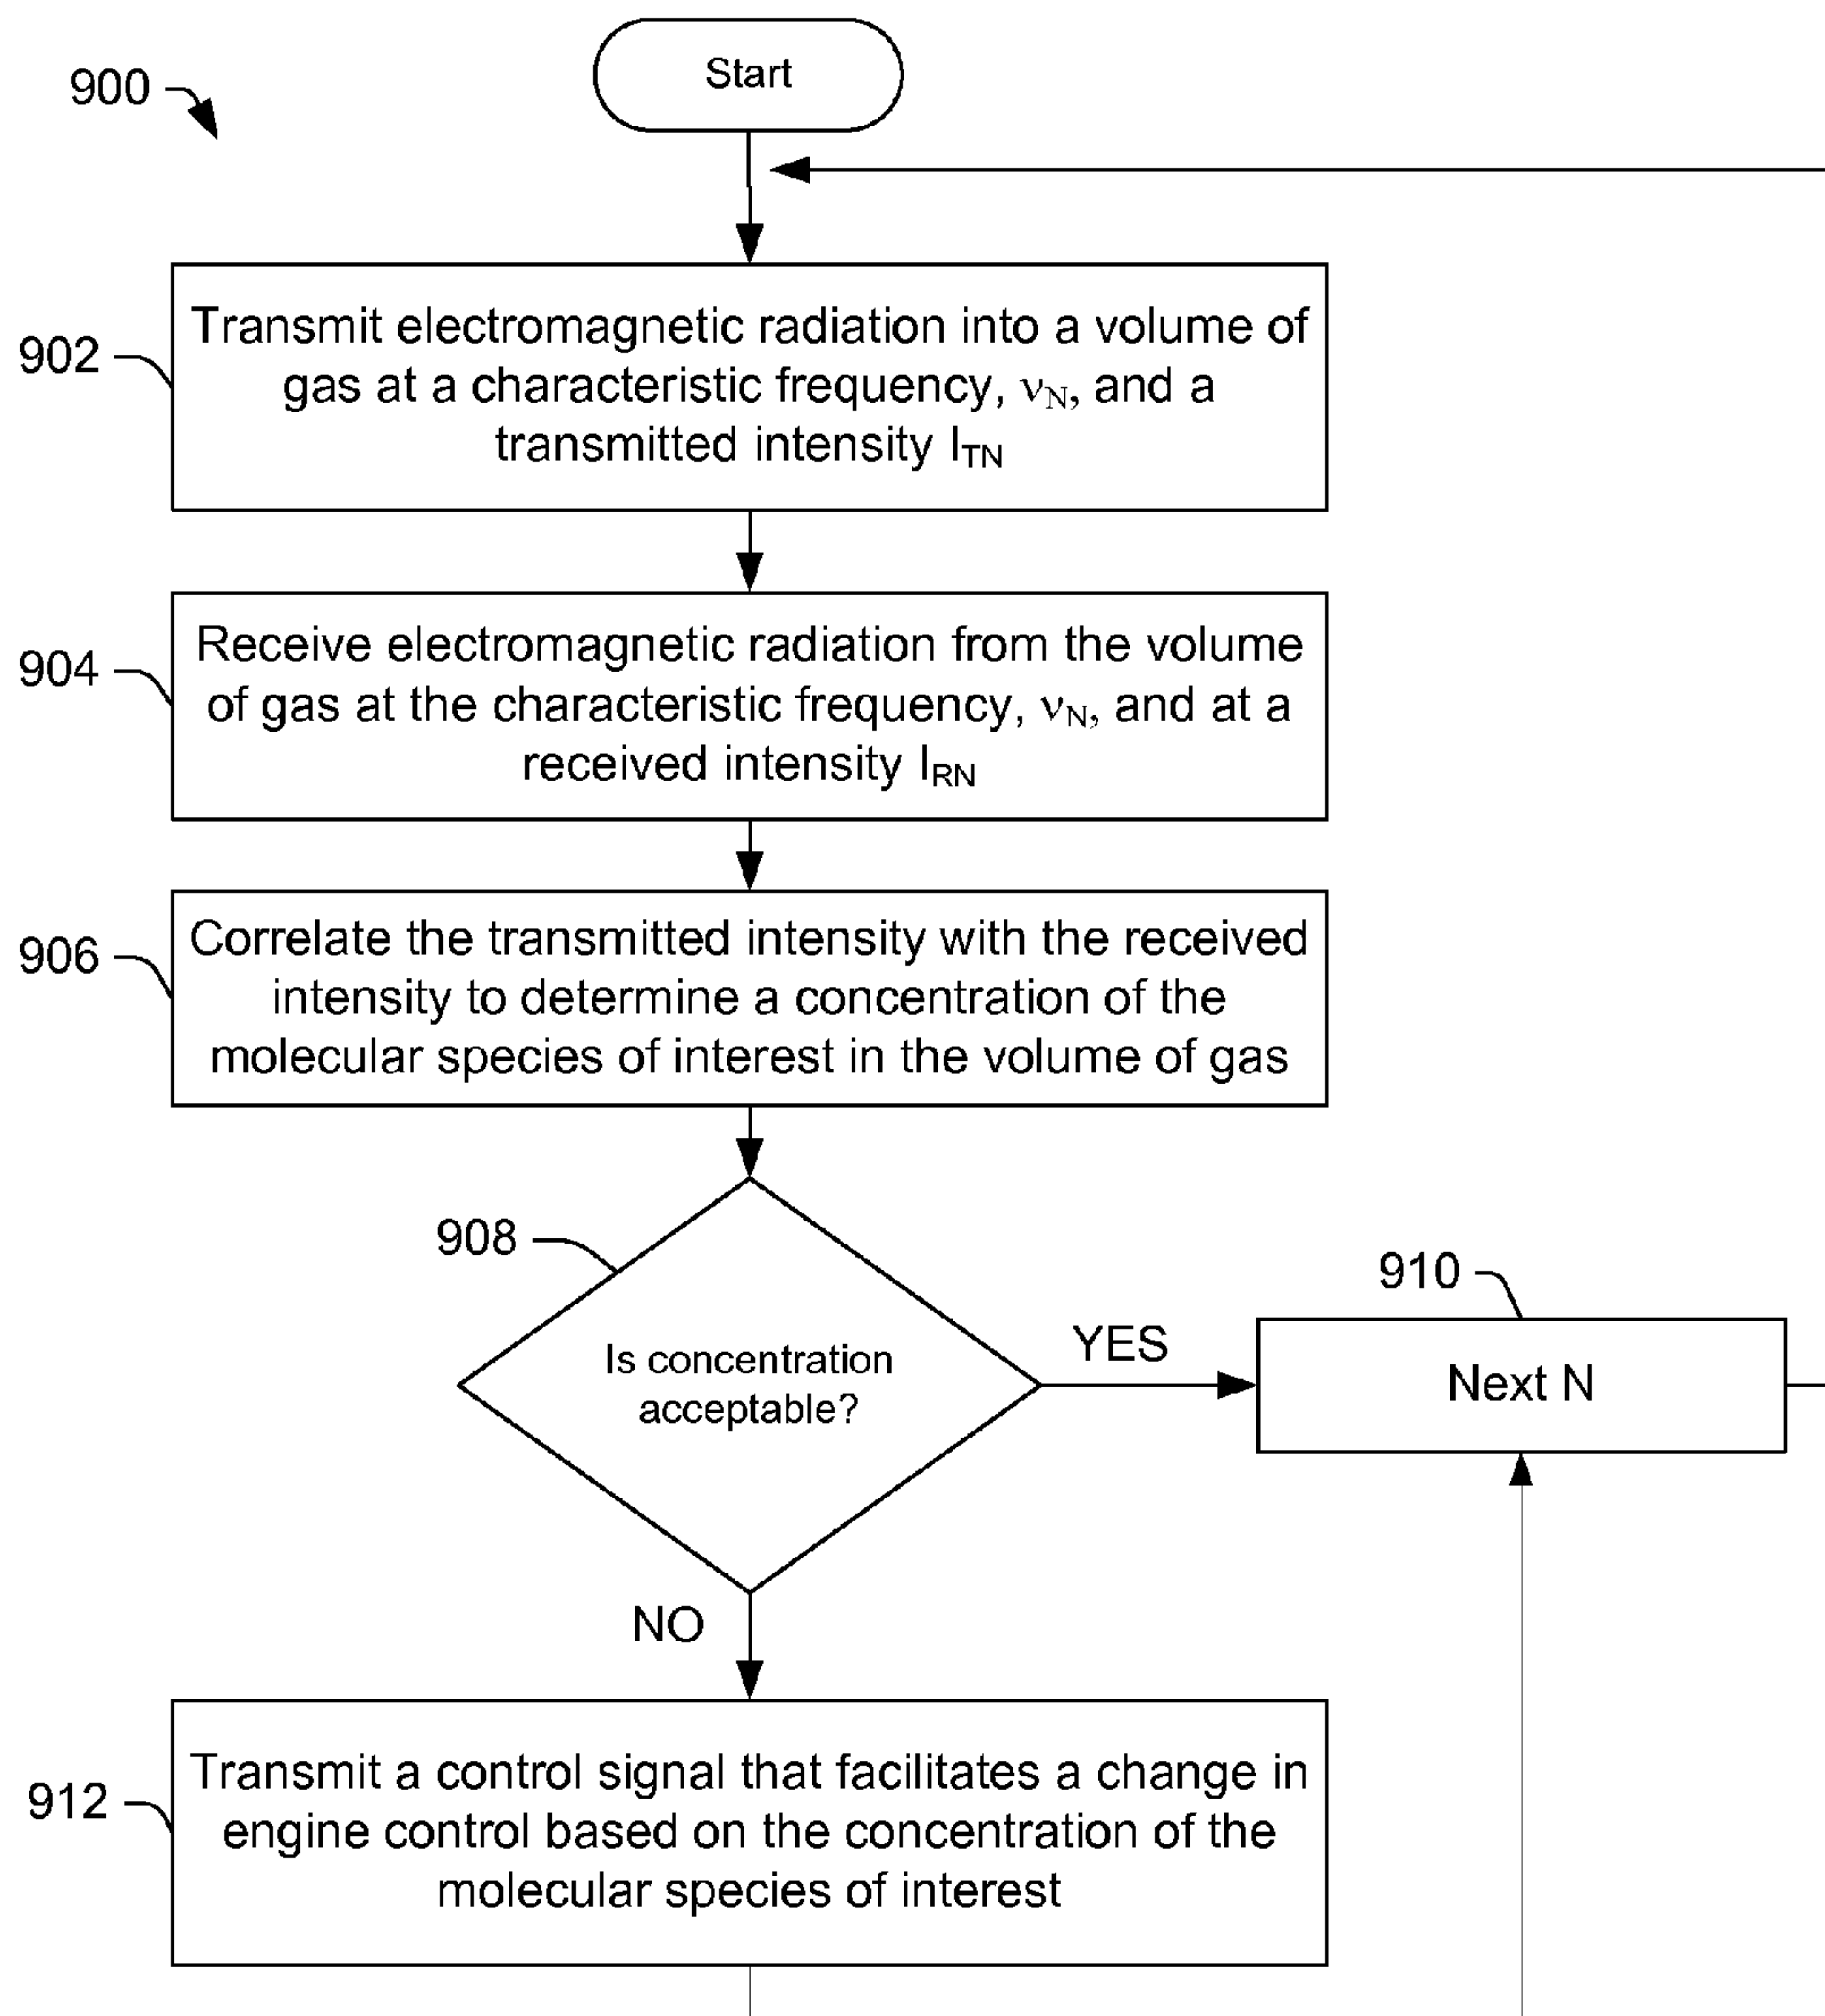 Start
900
Transmit electromagnetic radiation into a volume of
902
gas at a characteristic frequency, νN, and a
transmitted intensity ITN
Receive electromagnetic radiation from the volume
904
of gas at the characteristic frequency, νN, and at a
received intensity IRN
906
Correlate the transmitted intensity with the received
intensity to determine a concentration of the
molecular species of interest in the volume of gas
908
Is concentration
acceptable?
YES
910
Next N
NO
912
Transmit a control signal that facilitates a change in
engine control based on the concentration of the
molecular species of interest